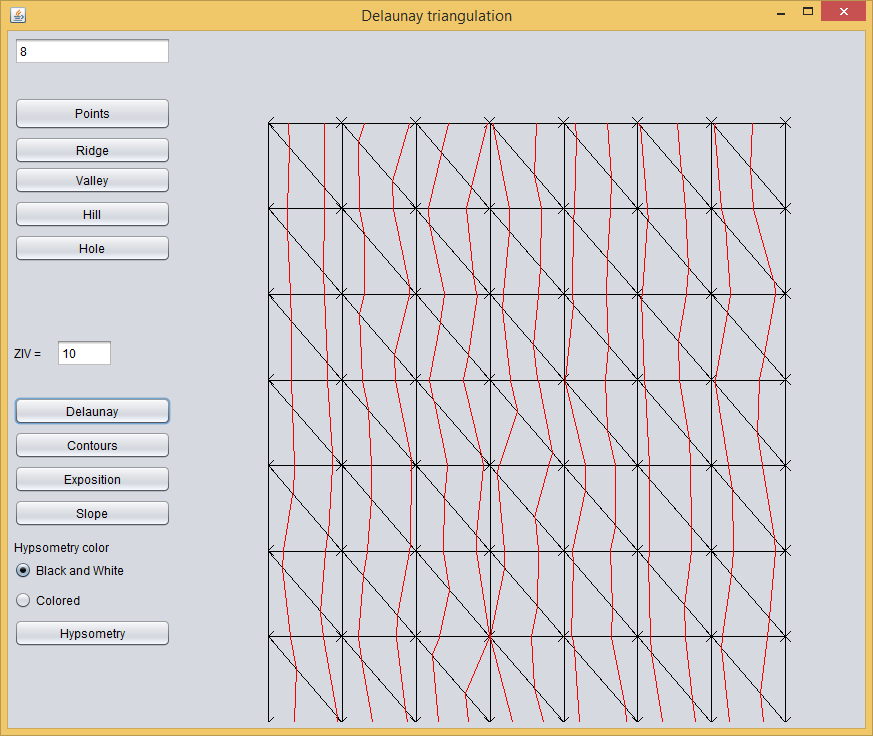 Delaunay triangulation
8
Points
Ridge
Valley
Hill
Hole
ZIV = 10
Delaunay
Contours
Exposition
Slope
Hypsometry color
Black and White
Colored
Hypsometry